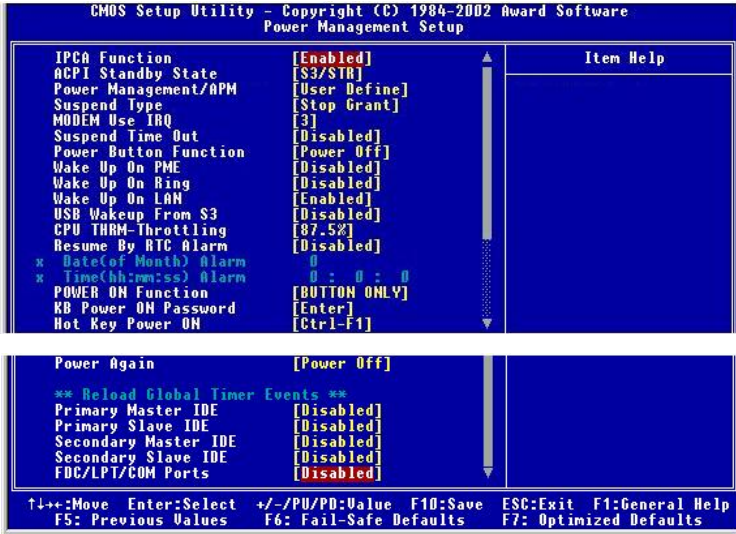 CMOS Setup Utility - Copyright (C) 1984-2002 Award Software
Power Management Setup
IPCA Function [Enabled] Item Help
ACPI Standby State [S3/STR]
Power Management/APM [User Define]
Suspend Type [Stop Grant]
MODEM Use IRQ [3]
Suspend Time Out [Disabled]
Power Button Function [Power Off]
Wake Up On PME [Disabled]
Wake Up On Ring [Disabled]
Wake Up On LAN [Enabled]
USB Wakeup From S3 [Disabled]
CPU THRM-Throttling [87.5%]
Resume By RTC Alarm [Disabled]
x Date(of Month) Alarm 0
x Time(hh:mm:ss) Alarm 0 : 0 : 0
POWER ON Function [BUTTON ONLY]
KB Power ON Password [Enter]
Hot Key Power ON [Ctrl-F1]
Power Again [Power Off]
** Reload Global Timer Events **
Primary Master IDE [Disabled]
Primary Slave IDE [Disabled]
Secondary Master IDE [Disabled]
Secondary Slave IDE [Disabled]
FDC/LPT/COM Ports [Disabled]
↑↓→←:Move Enter:Select +/-/PU/PD:Value F10:Save ESC:Exit F1:General Help
F5: Previous Values F6: Fail-Safe Defaults F7: Optimized Defaults